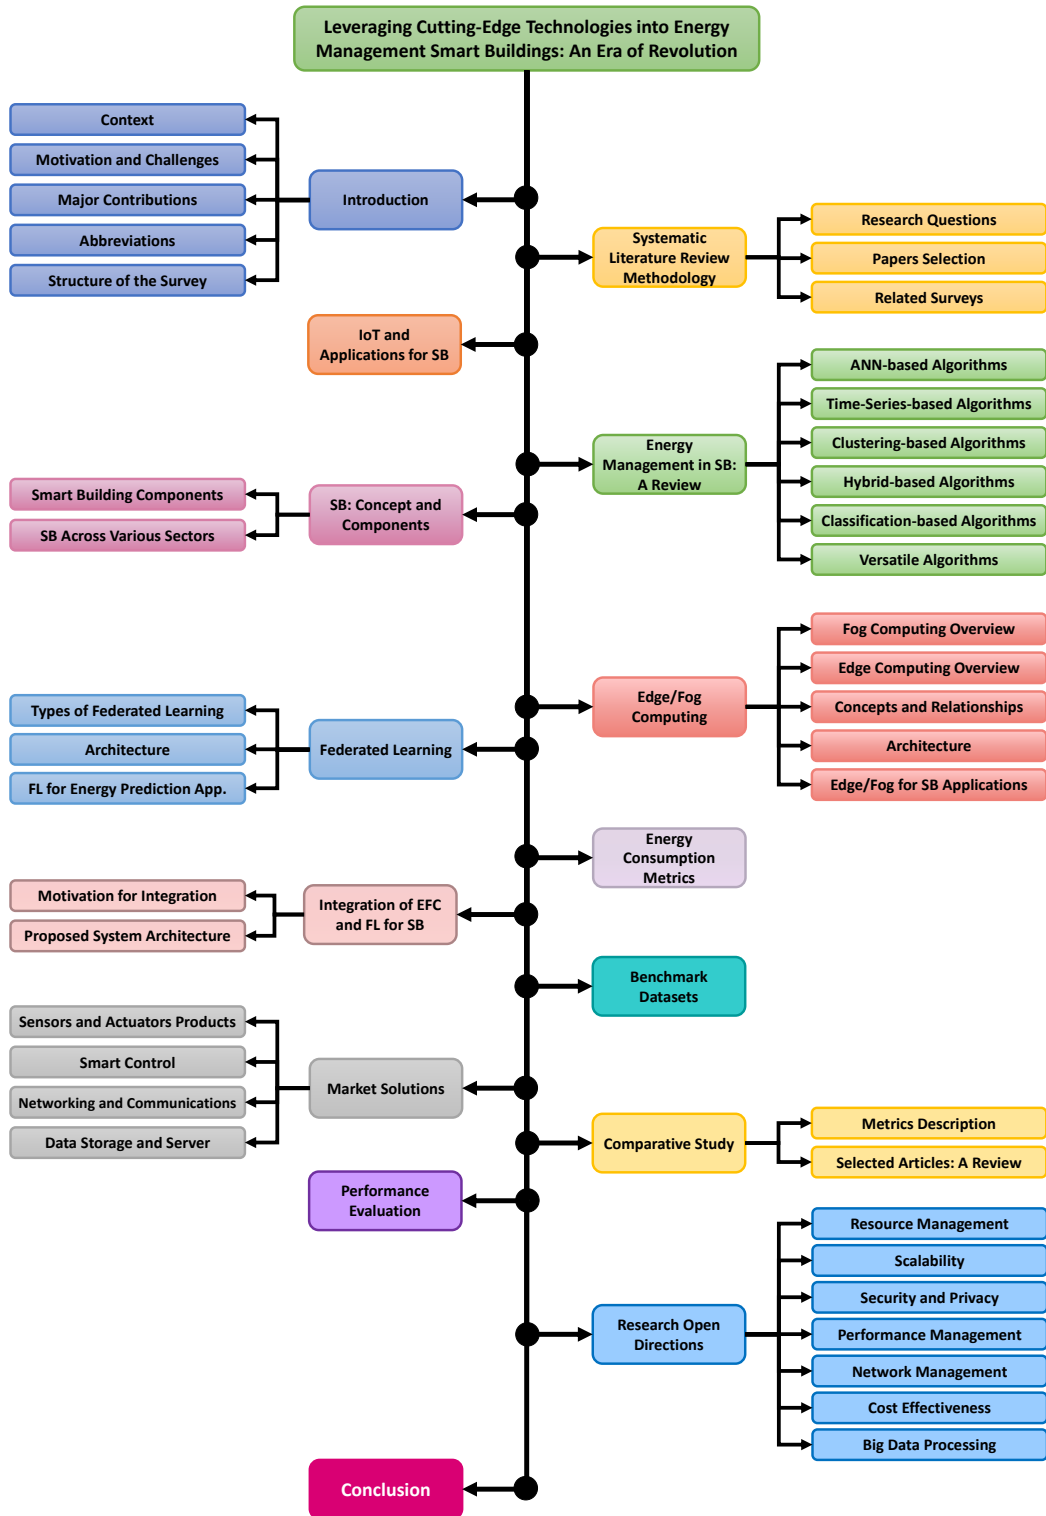 Leveraging Cutting-Edge Technologies into Energy
Management Smart Buildings: An Era of Revolution
Introduction
Context
Motivation and Challenges
Major Contributions
Abbreviations
Structure of the Survey
Systematic
Literature Review
Methodology
Research Questions
Papers Selection
Related Surveys
IoT and
Applications for SB
Energy
Management in SB:
A Review
ANN-based Algorithms
Time-Series-based Algorithms
Clustering-based Algorithms
Hybrid-based Algorithms
Classification-based Algorithms
Versatile Algorithms
SB: Concept and
Components
Smart Building Components
SB Across Various Sectors
Edge/Fog
Computing
Fog Computing Overview
Edge Computing Overview
Concepts and Relationships
Architecture
Edge/Fog for SB Applications
Federated Learning
Types of Federated Learning
Architecture
FL for Energy Prediction App.
Energy
Consumption
Metrics
Integration of EFC
and FL for SB
Motivation for Integration
Proposed System Architecture
Benchmark
Datasets
Market Solutions
Sensors and Actuators Products
Smart Control
Networking and Communications
Data Storage and Server
Comparative Study
Metrics Description
Selected Articles: A Review
Performance
Evaluation
Research Open
Directions
Resource Management
Scalability
Security and Privacy
Performance Management
Network Management
Cost Effectiveness
Big Data Processing
Conclusion